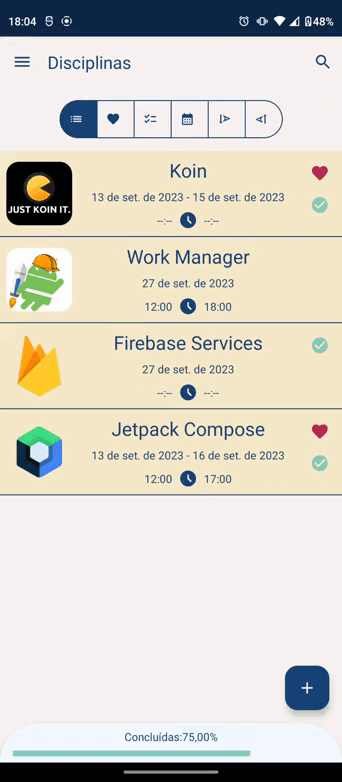 18:04
48%
Disciplinas
Koin
13 de set. de 2023 - 15 de set. de 2023
--:-- --:--
JUST KOIN IT.
Work Manager
27 de set. de 2023
12:00 18:00
Firebase Services
27 de set. de 2023
--:-- --:--
Jetpack Compose
13 de set. de 2023 - 16 de set. de 2023
12:00 17:00
Concluídas:75,00%